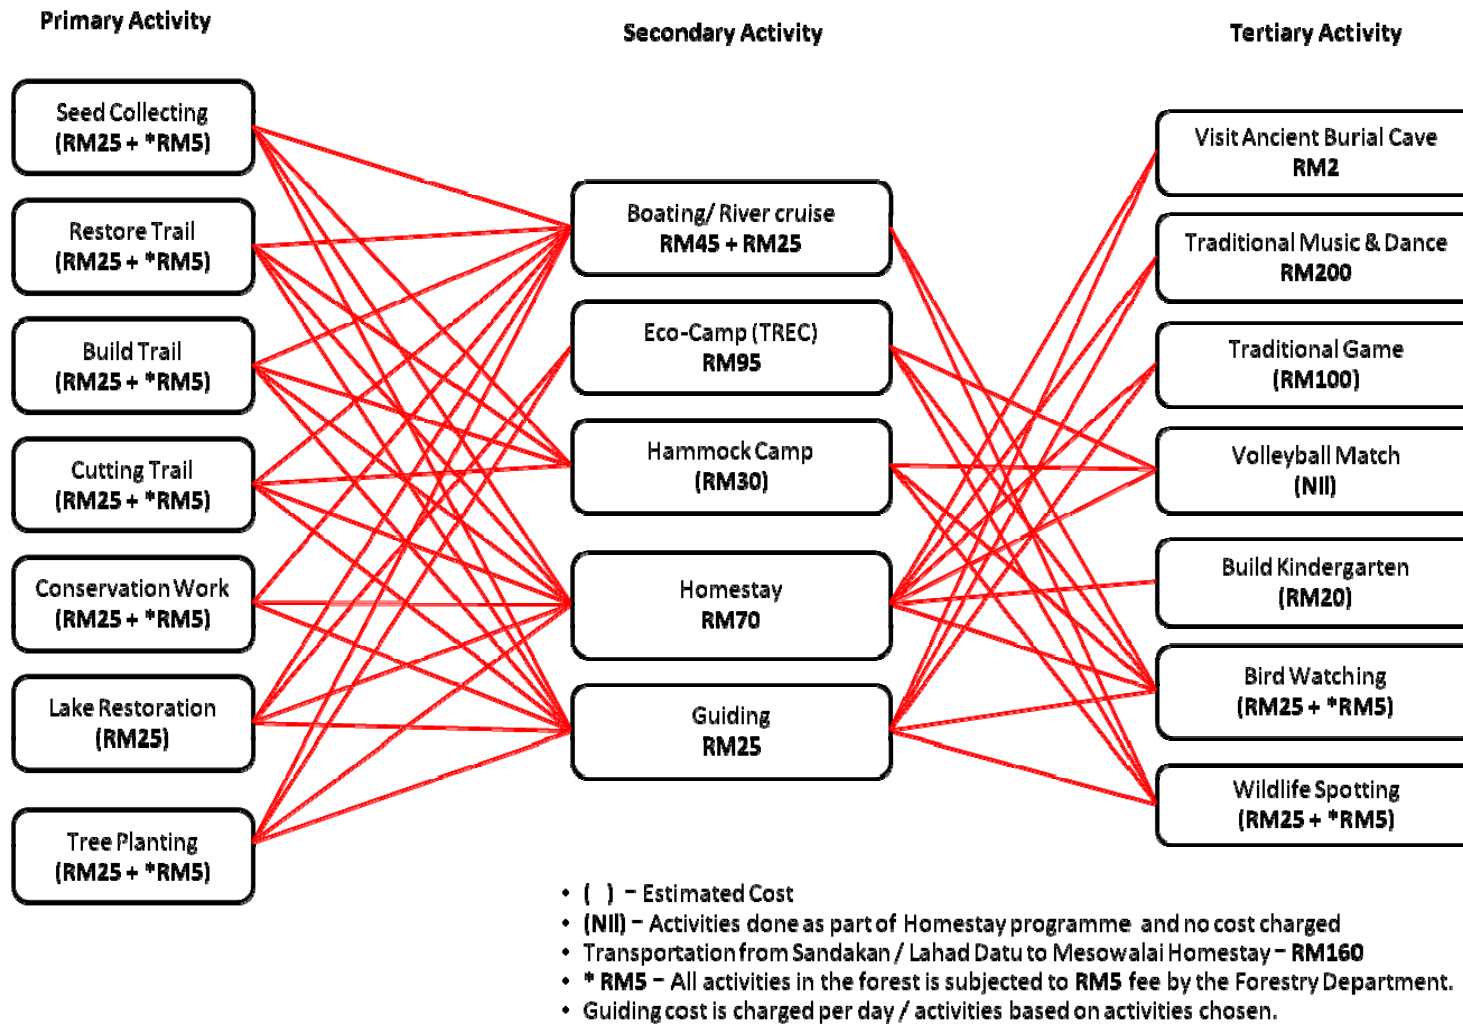 Primary Activity
Secondary Activity
Tertiary Activity
Seed Collecting
(RM25 + *RM5)
Restore Trail
(RM25 + *RM5)
Build Trail
(RM25 + *RM5)
Cutting Trail
(RM25 + *RM5)
Conservation Work
(RM25 + *RM5)
Lake Restoration
(RM25)
Tree Planting
(RM25 + *RM5)
Boating/ River cruise
RM45 + RM25
Eco-Camp (TREC)
RM95
Hammock Camp
(RM30)
Homestay
RM70
Guiding
RM25
Visit Ancient Burial Cave
RM2
Traditional Music & Dance
RM200
Traditional Game
(RM100)
Volleyball Match
(Nil)
Build Kindergarten
(RM20)
Bird Watching
(RM25 + *RM5)
Wildlife Spotting
(RM25 + *RM5)
• ( ) – Estimated Cost
• (Nil) – Activities done as part of Homestay programme and no cost charged
• Transportation from Sandakan / Lahad Datu to Mesowalai Homestay – RM160
• * RM5 – All activities in the forest is subjected to RM5 fee by the Forestry Department.
• Guiding cost is charged per day / activities based on activities chosen.